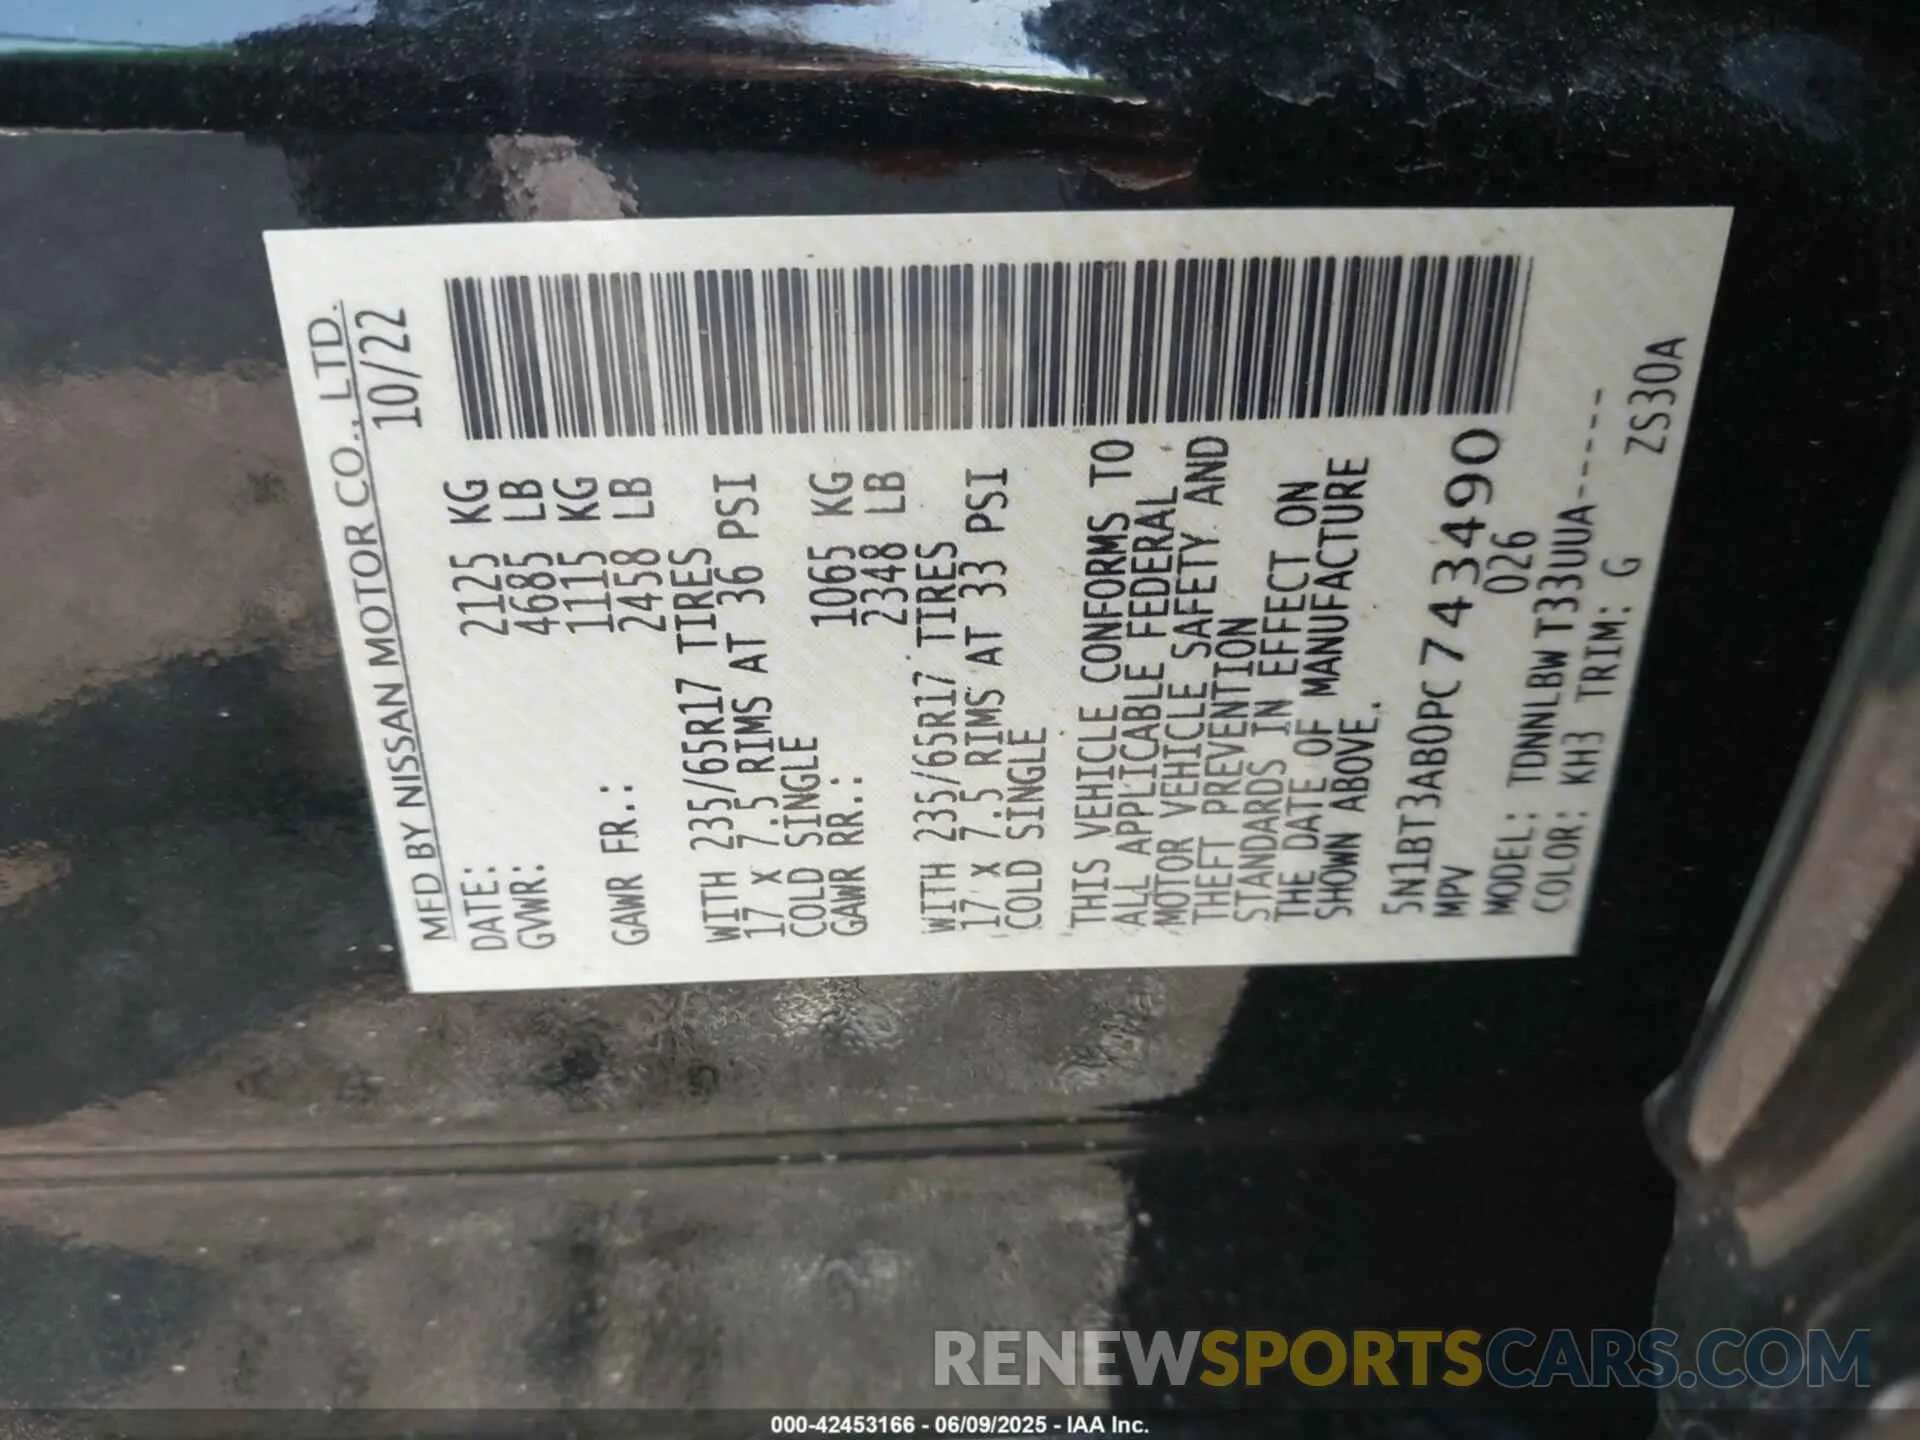 MFD BY NISSAN MOTOR CO., LTD.
DATE: 10/22
GVWR: 2125 KG
4685 LB
GAWR FR.: 1115 KG
2458 LB
WITH 235/65R17 TIRES
17 X 7.5 RIMS AT 36 PSI
COLD SINGLE
GAWR RR.: 1065 KG
2348 LB
WITH 235/65R17 TIRES
17 X 7.5 RIMS AT 33 PSI
COLD SINGLE
THIS VEHICLE CONFORMS TO
ALL APPLICABLE FEDERAL
MOTOR VEHICLE SAFETY AND
THEFT PREVENTION
STANDARDS IN EFFECT ON
THE DATE OF MANUFACTURE
SHOWN ABOVE.
5N1BT3AB0PC743490
MPV 026
MODEL: TDNNLBW T33UUA-----
COLOR: KH3 TRIM: G ZS30A
RENEWSPORTSCARS.COM
000-42453166 - 06/09/2025 - IAA Inc.